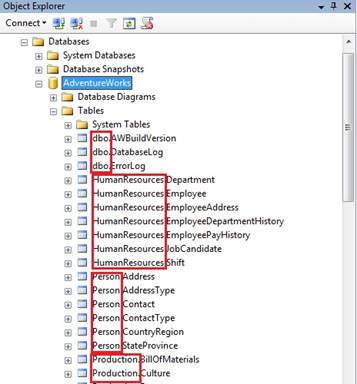 Object Explorer
Connect
Databases
System Databases
Database Snapshots
AdventureWorks
Database Diagrams
Tables
System Tables
dbo.AWBuildVersion
dbo.DatabaseLog
dbo.ErrorLog
HumanResources.Department
HumanResources.Employee
HumanResources.EmployeeAddress
HumanResources.EmployeeDepartmentHistory
HumanResources.EmployeePayHistory
HumanResources.JobCandidate
HumanResources.Shift
Person.Address
Person.AddressType
Person.Contact
Person.ContactType
Person.CountryRegion
Person.StateProvince
Production.BillOfMaterials
Production.Culture